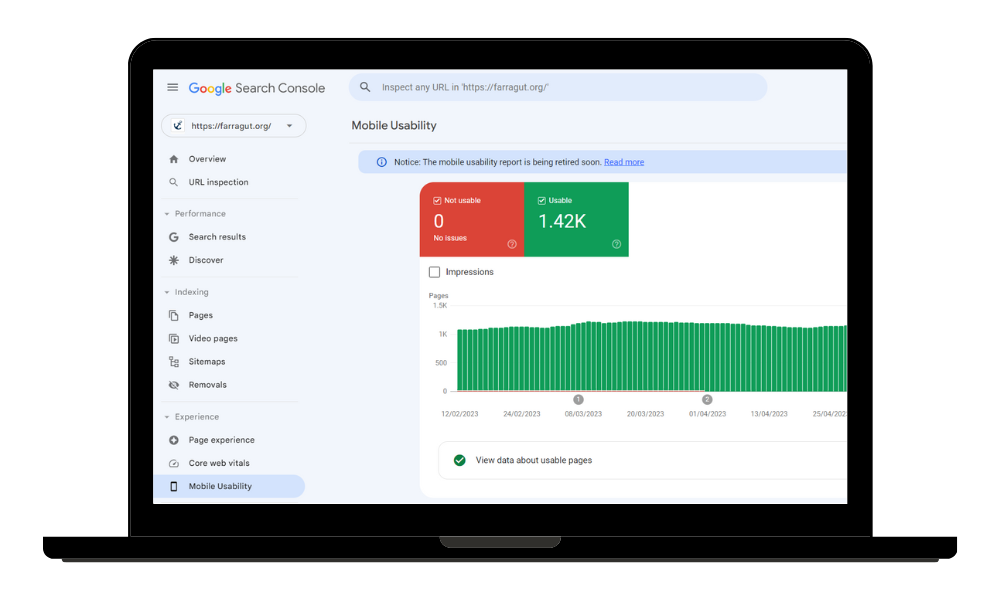 Google Search Console
Inspect any URL in 'https://farragut.org/'
https://farragut.org/
Mobile Usability
Overview
Notice: The mobile usability report is being retired soon. Read more
URL inspection
Performance
Search results
Discover
Indexing
Pages
Video pages
Sitemaps
Removals
Experience
Page experience
Core web vitals
Mobile Usability
Not usable
0
No issues
Usable
1.42K
Impressions
Pages
1.5K
1K
500
0
1
2
12/02/2023 24/02/2023 08/03/2023 20/03/2023 01/04/2023 13/04/2023 25/04/202
View data about usable pages